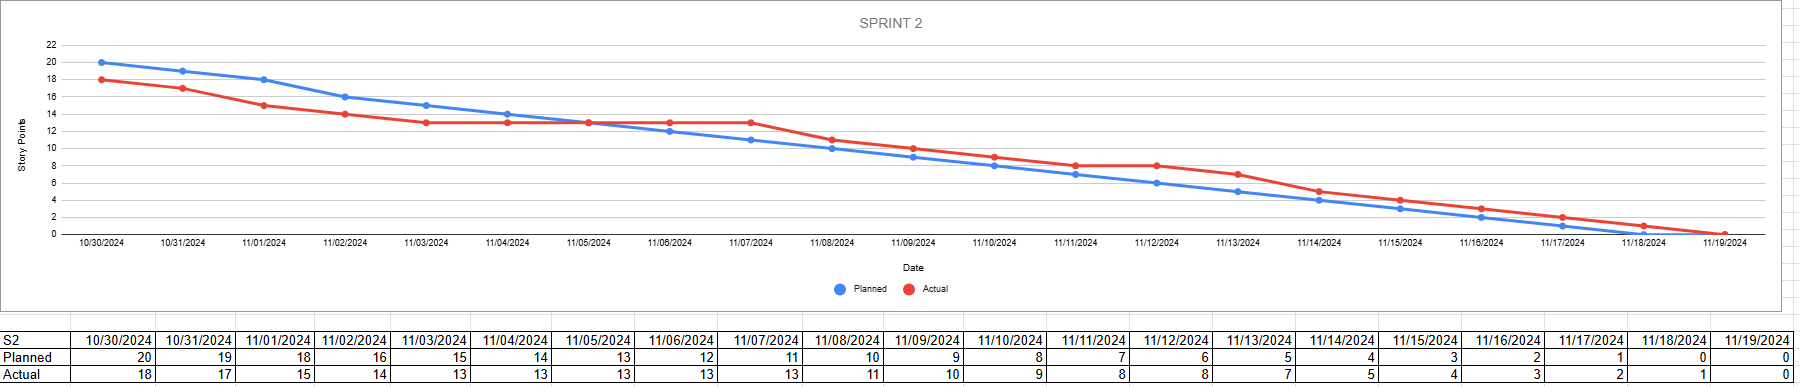 SPRINT 2
22
20
18
16
14
12
10
8
6
4
2
0
Story Points
10/30/2024 10/31/2024 11/01/2024 11/02/2024 11/03/2024 11/04/2024 11/05/2024 11/06/2024 11/07/2024 11/08/2024 11/09/2024 11/10/2024 11/11/2024 11/12/2024 11/13/2024 11/14/2024 11/15/2024 11/16/2024 11/17/2024 11/18/2024 11/19/2024
Date
Planned Actual
S2 10/30/2024 10/31/2024 11/01/2024 11/02/2024 11/03/2024 11/04/2024 11/05/2024 11/06/2024 11/07/2024 11/08/2024 11/09/2024 11/10/2024 11/11/2024 11/12/2024 11/13/2024 11/14/2024 11/15/2024 11/16/2024 11/17/2024 11/18/2024 11/19/2024
Planned 20 19 18 16 15 14 13 12 11 10 9 8 7 6 5 4 3 2 1 0 0
Actual 18 17 15 14 13 13 13 13 13 11 10 9 8 8 7 5 4 3 2 1 0